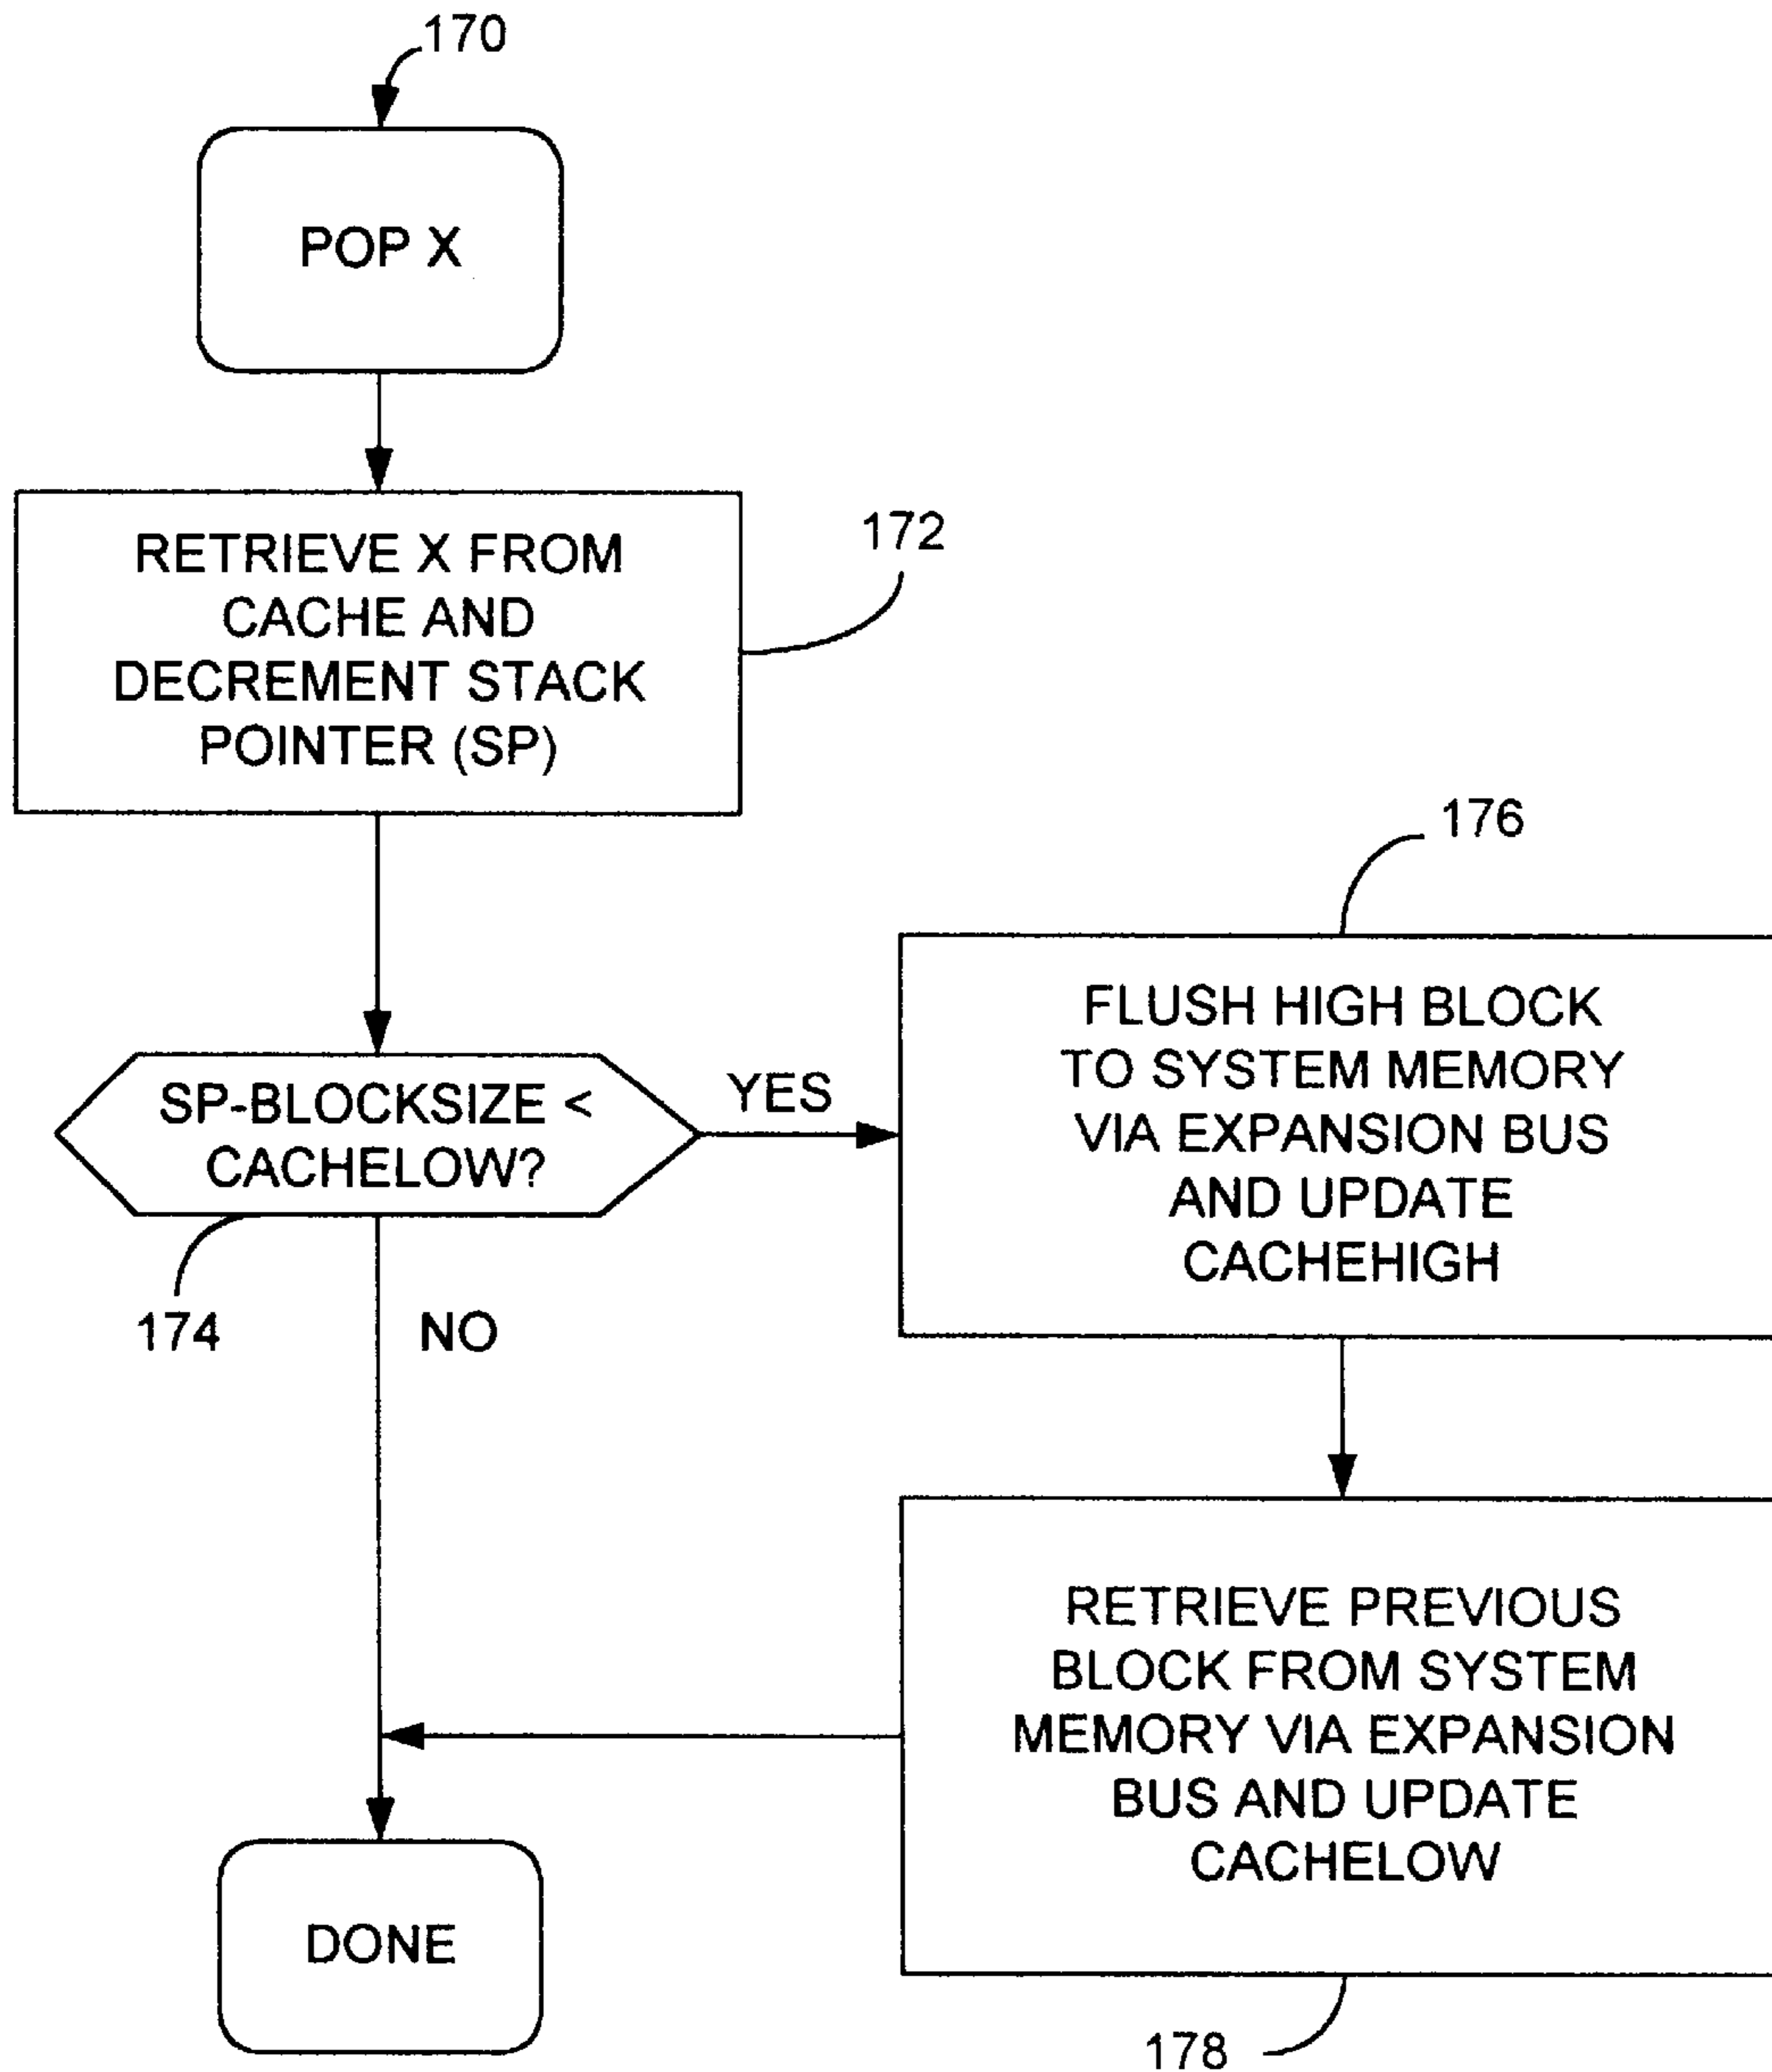 170
POP X
RETRIEVE X FROM
CACHE AND
DECREMENT STACK
POINTER (SP)
172
SP-BLOCKSIZE <
CACHELOW?
174
YES
NO
176
FLUSH HIGH BLOCK
TO SYSTEM MEMORY
VIA EXPANSION BUS
AND UPDATE
CACHEHIGH
RETRIEVE PREVIOUS
BLOCK FROM SYSTEM
MEMORY VIA EXPANSION
BUS AND UPDATE
CACHELOW
178
DONE